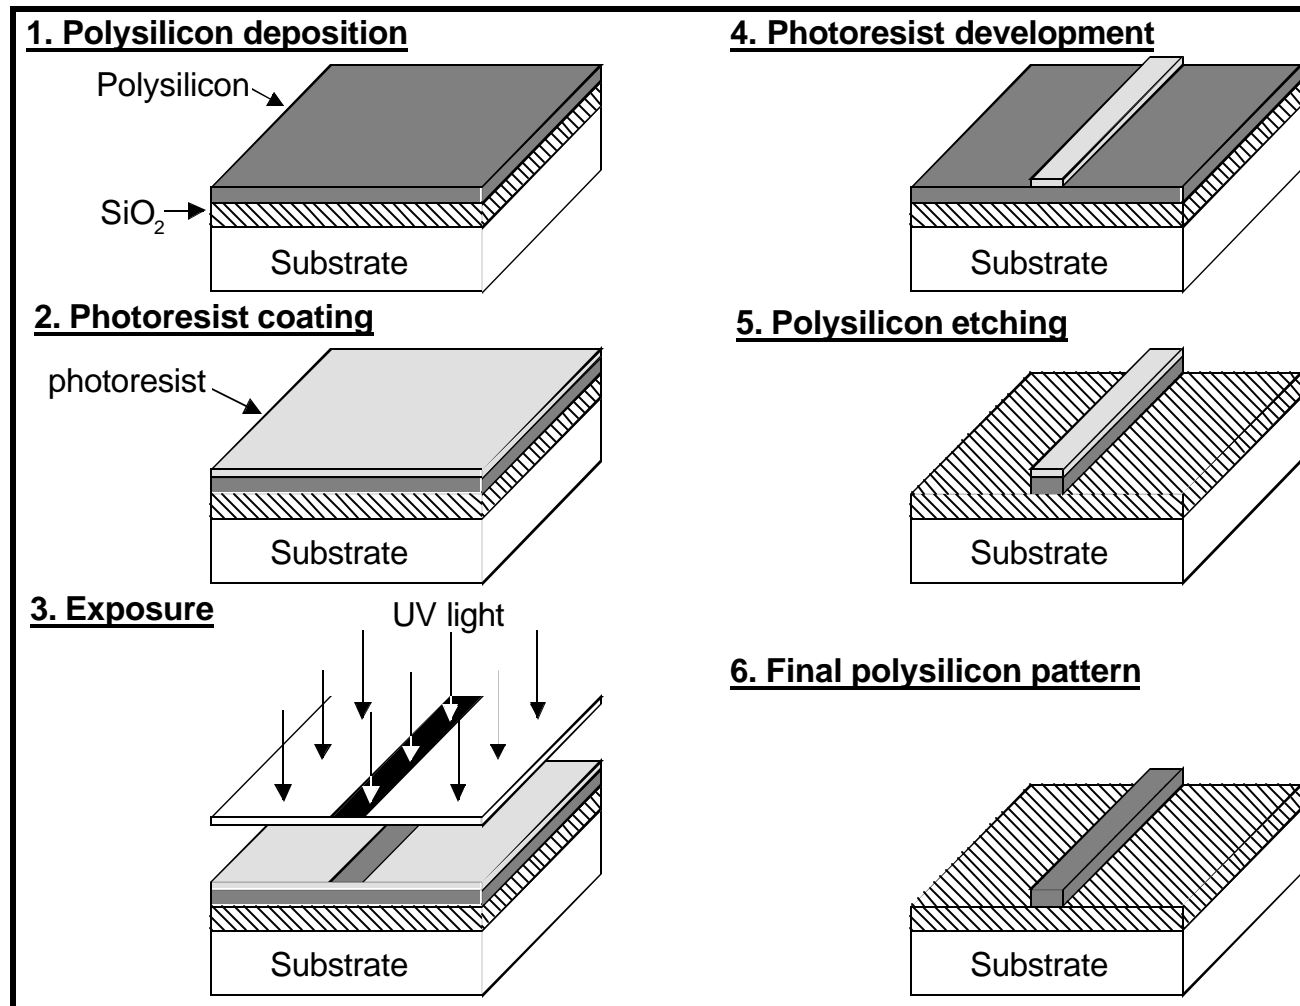 1. Polysilicon deposition
Polysilicon
SiO2
Substrate
2. Photoresist coating
photoresist
Substrate
3. Exposure
UV light
Substrate
4. Photoresist development
Substrate
5. Polysilicon etching
Substrate
6. Final polysilicon pattern
Substrate